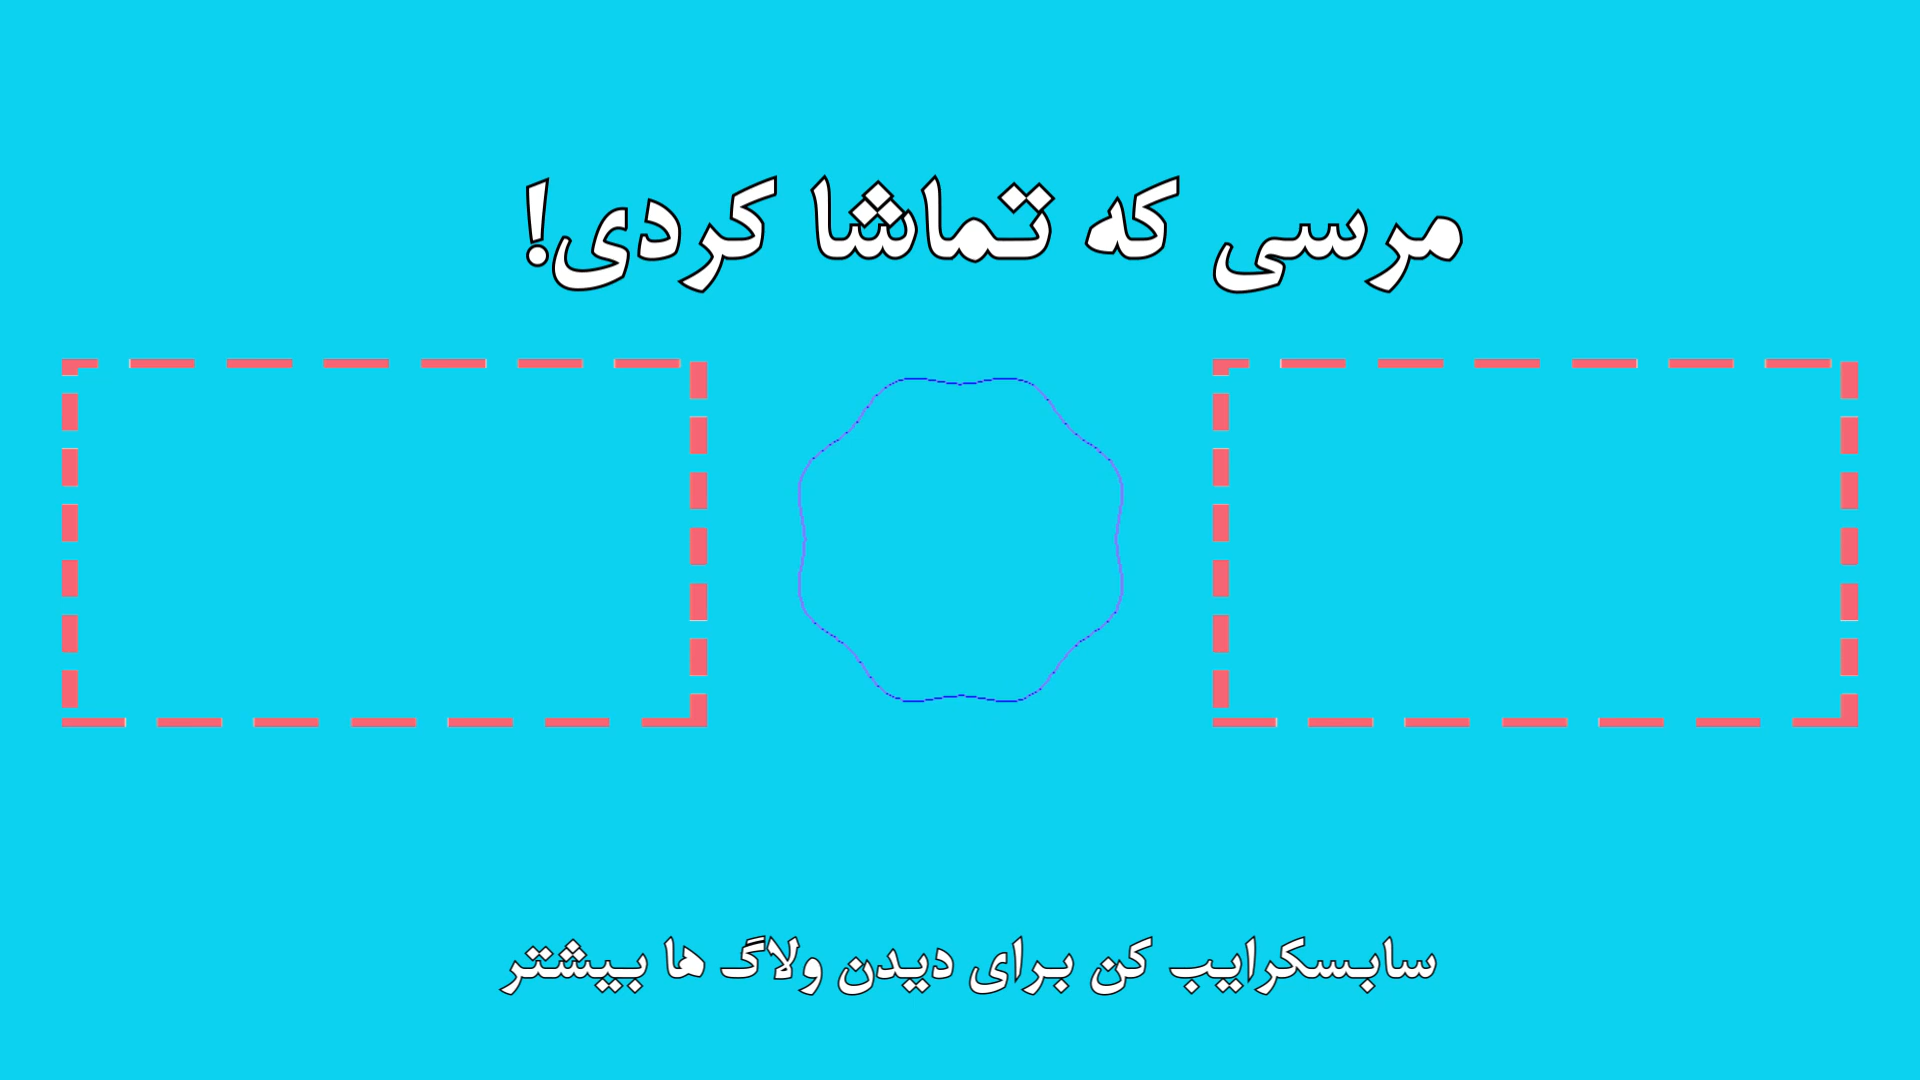 مرسی که تماشا کردی!
سابسکرایب کن برای دیدن ولاگ ها بیشتر